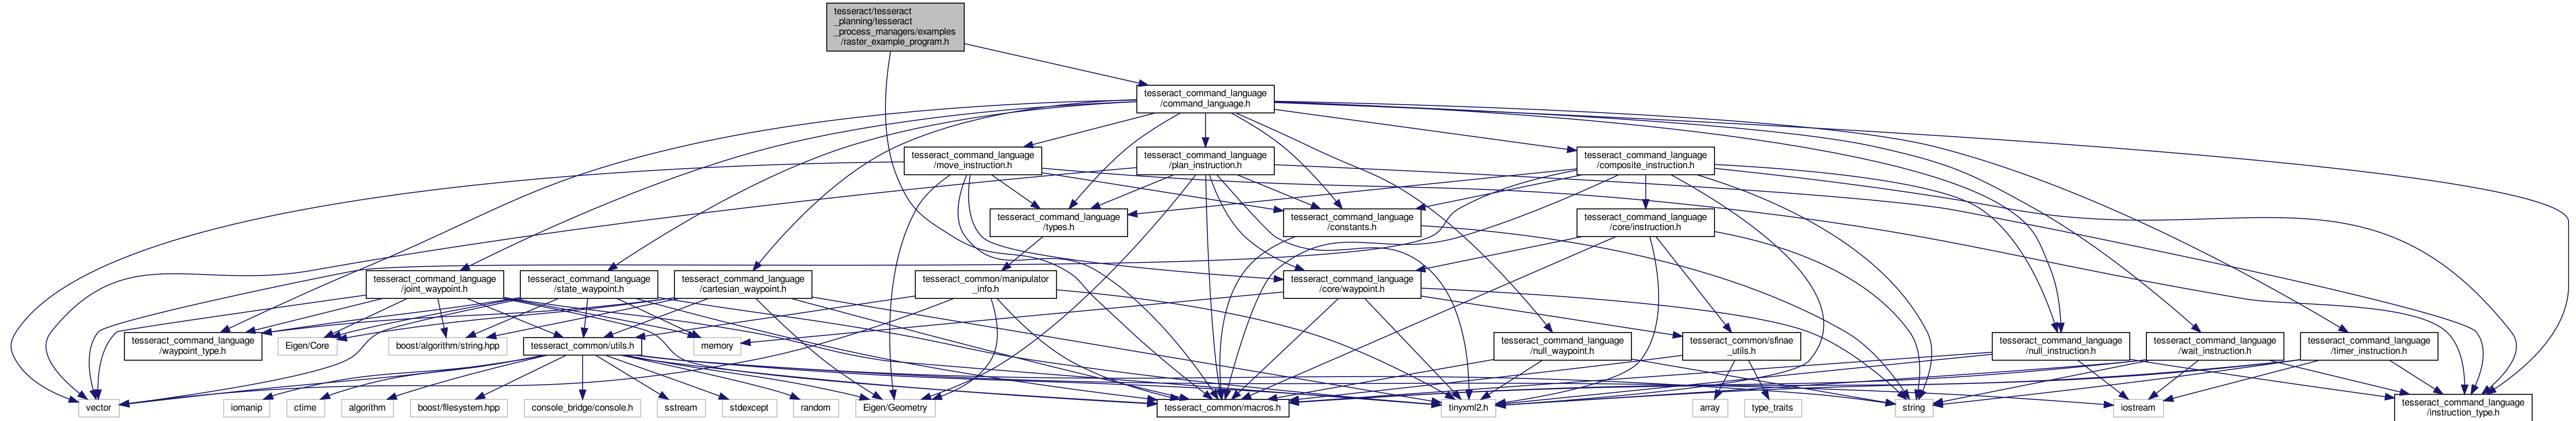 tesseract/tesseract
_planning/tesseract
_process_managers/examples
/raster_example_program.h
tesseract_command_language
/command_language.h
tesseract_command_language
/move_instruction.h
tesseract_command_language
/plan_instruction.h
tesseract_command_language
/composite_instruction.h
tesseract_command_language
/types.h
tesseract_command_language
/constants.h
tesseract_command_language
/core/instruction.h
tesseract_command_language
/joint_waypoint.h
tesseract_command_language
/state_waypoint.h
tesseract_command_language
/cartesian_waypoint.h
tesseract_common/manipulator
_info.h
tesseract_command_language
/core/waypoint.h
tesseract_command_language
/waypoint_type.h
Eigen/Core
boost/algorithm/string.hpp
tesseract_common/utils.h
memory
tesseract_command_language
/null_waypoint.h
tesseract_common/sfinae
_utils.h
tesseract_command_language
/null_instruction.h
tesseract_command_language
/wait_instruction.h
tesseract_command_language
/timer_instruction.h
vector
iomanip
ctime
algorithm
boost/filesystem.hpp
console_bridge/console.h
sstream
stdexcept
random
Eigen/Geometry
tesseract_common/macros.h
tinyxml2.h
array
type_traits
string
iostream
tesseract_command_language
/instruction_type.h